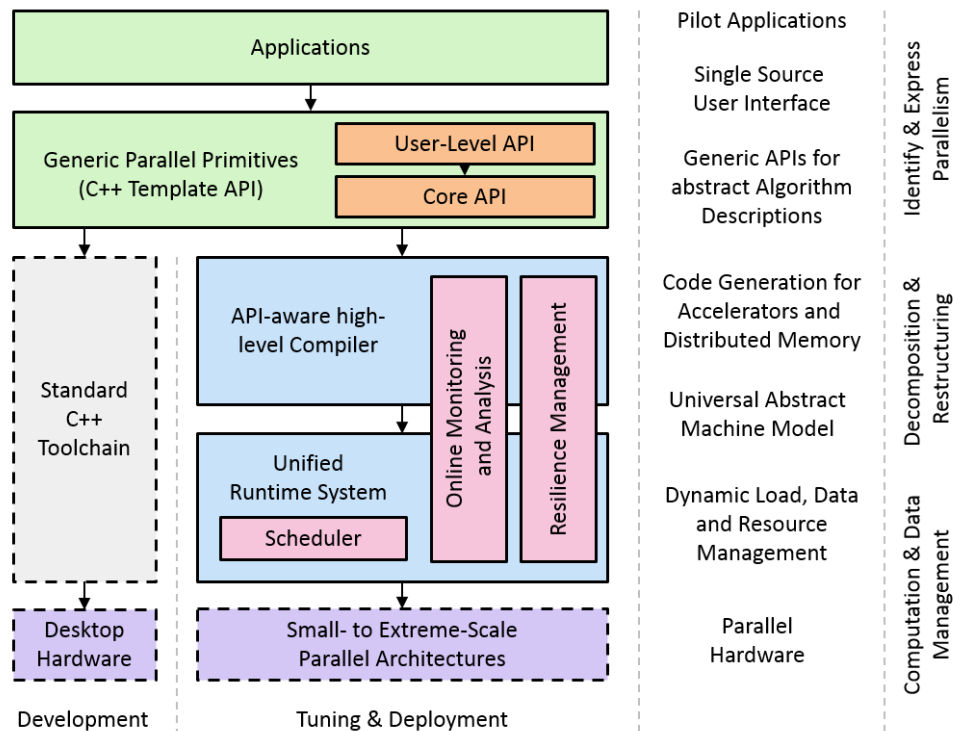 Applications
Generic Parallel Primitives
(C++ Template API)
User-Level API
Core API
Standard
C++
Toolchain
API-aware high-
level Compiler
Unified
Runtime System
Scheduler
Online Monitoring
and Analysis
Resilience Management
Desktop
Hardware
Small- to Extreme-Scale
Parallel Architectures
Development
Tuning & Deployment
Pilot Applications
Single Source
User Interface
Generic APIs for
abstract Algorithm
Descriptions
Code Generation for
Accelerators and
Distributed Memory
Universal Abstract
Machine Model
Dynamic Load, Data
and Resource
Management
Parallel
Hardware
Identify & Express
Parallelism
Decomposition &
Restructuring
Computation & Data
Management